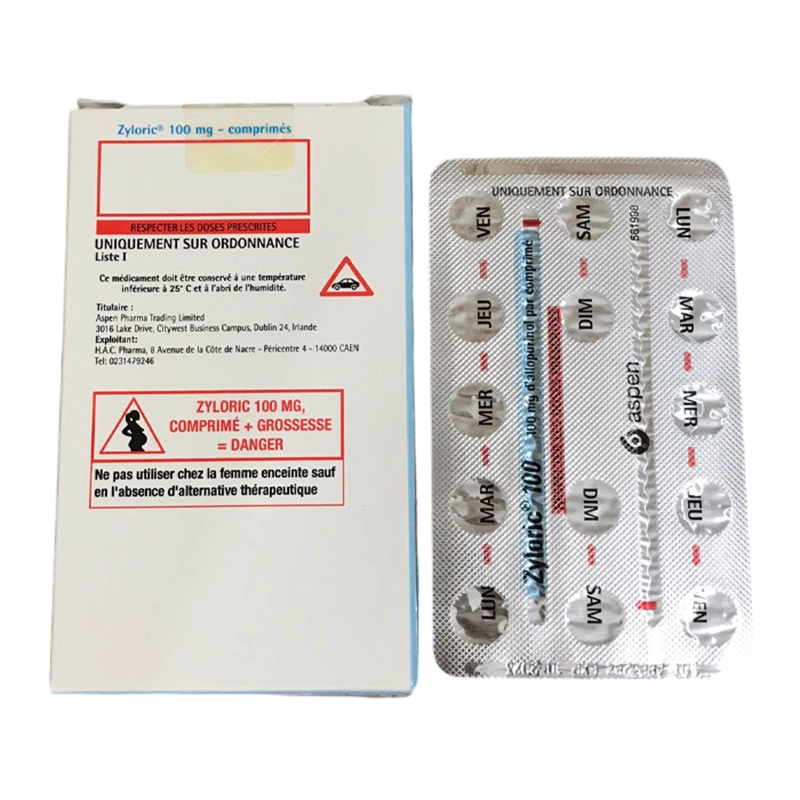 Zyloric® 100 mg – comprimés
RESPECTER LES DOSES PRESCRITES
UNIQUEMENT SUR ORDONNANCE
Liste I
Ce médicament doit être conservé à une température
inférieure à 25° C et à l'abri de l'humidité.
Titulaire :
Aspen Pharma Trading Limited
3016 Lake Drive, Citywest Business Campus, Dublin 24, Irlande
Exploitant:
H.A.C. Pharma, 8 Avenue de la Côte de Nacre - Péricentre 4 - 14000 CAEN
Tel: 0231479246
ZYLORIC 100 MG,
COMPRIMÉ + GROSSESSE
= DANGER
Ne pas utiliser chez la femme enceinte sauf
en l'absence d'alternative thérapeutique
UNIQUEMENT SUR ORDONNANCE
VEN
JEU
MER
MAR
LUN
Zyloric® 100
100 mg d'allopurinol par comprimé
SAM
DIM
DIM
SAM
561998
aspen
LUN
MAR
MER
JEU
VEN